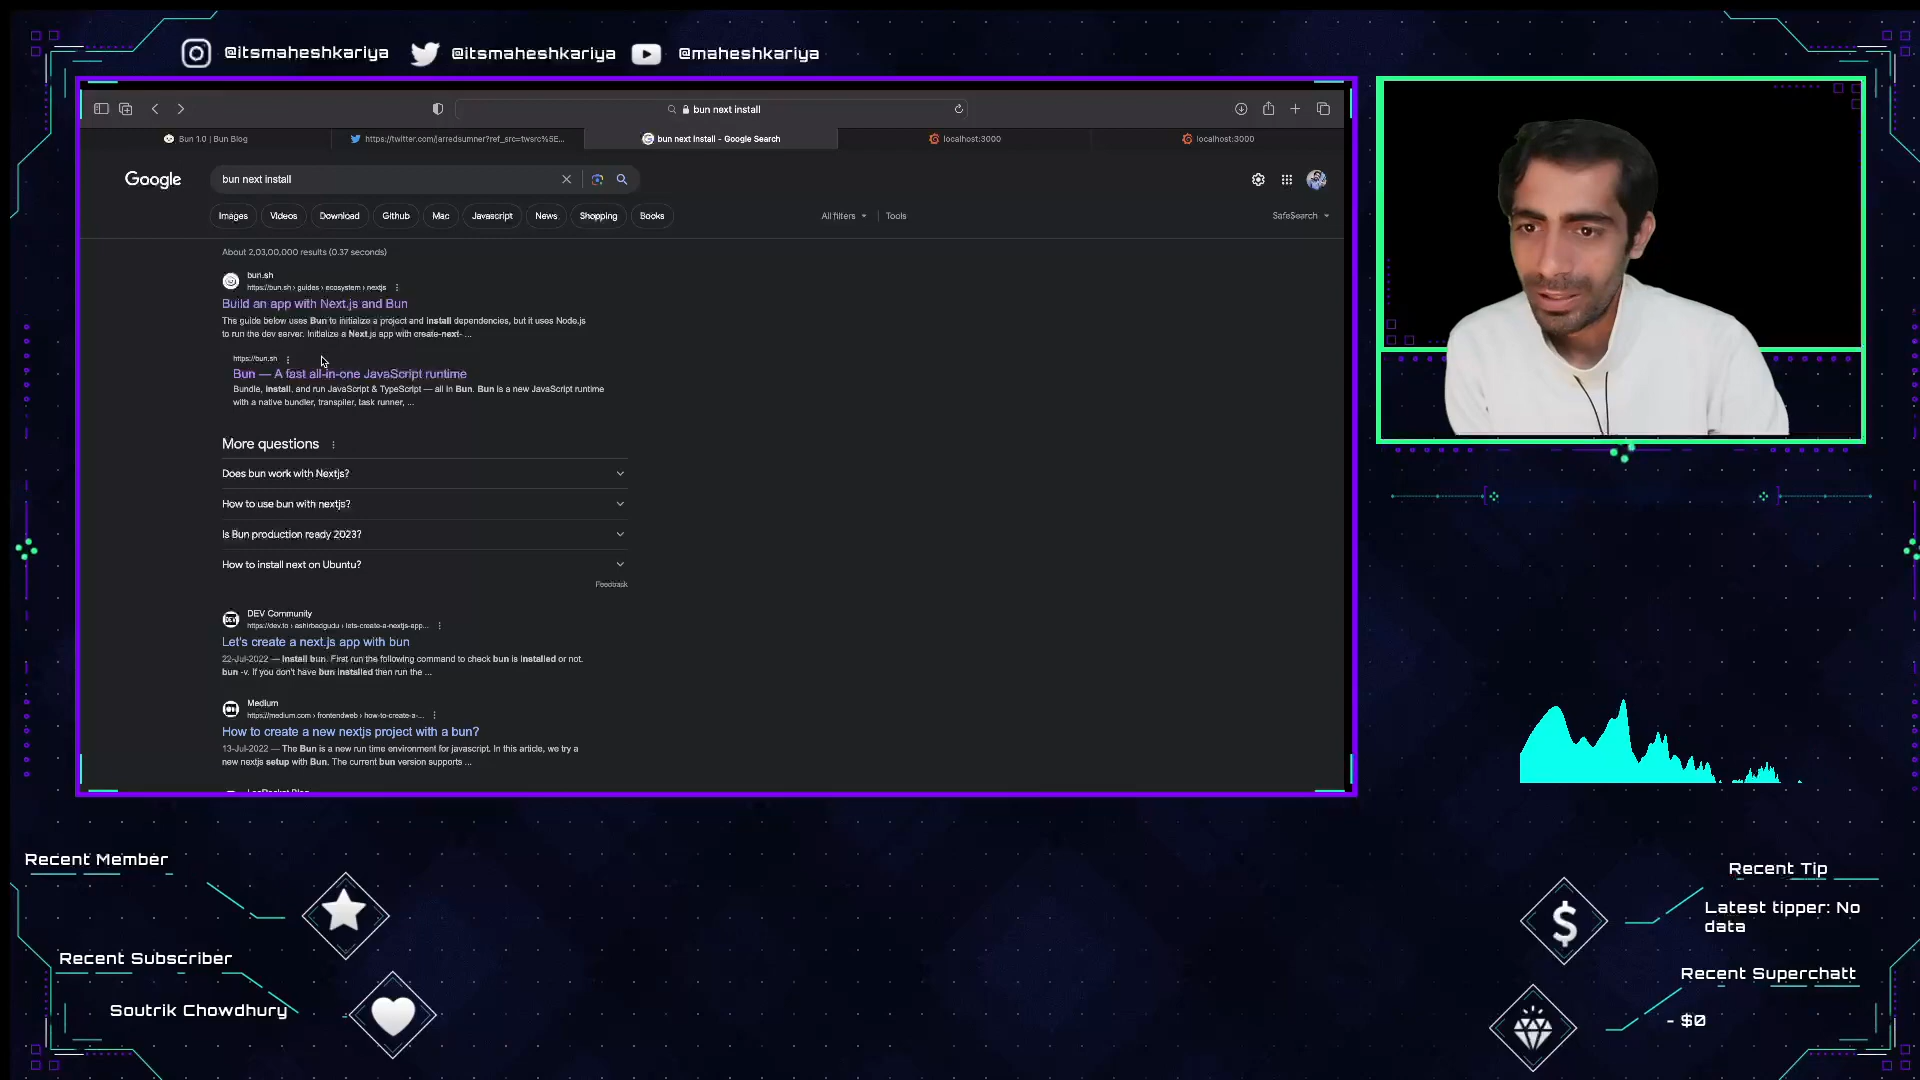 @itsmaheshkariya @itsmaheshkariya @maheshkariya
bun next install
Bun 1.0 | Bun Blog
https://twitter.com/jarredsumner?ref_src=twsrc%5E...
bun next install - Google Search
localhost:3000
localhost:3000
Google
bun next install
Images Videos Download Github Mac Javascript News Shopping Books
All filters Tools
SafeSearch
About 2,03,00,000 results (0.37 seconds)
bun.sh
https://bun.sh › guides › ecosystem › nextjs
Build an app with Next.js and Bun
The guide below uses Bun to initialize a project and install dependencies, but it uses Node.js
to run the dev server. Initialize a Next.js app with create-next- ...
https://bun.sh
Bun — A fast all-in-one JavaScript runtime
Bundle, install, and run JavaScript & TypeScript — all in Bun. Bun is a new JavaScript runtime
with a native bundler, transpiler, task runner, ...
More questions
Does bun work with Nextjs?
How to use bun with nextjs?
Is Bun production ready 2023?
How to install next on Ubuntu?
Feedback
DEV Community
https://dev.to › ashirbadgudu › lets-create-a-nextjs-app...
Let's create a next.js app with bun
22-Jul-2022 — Install bun. First run the following command to check bun is installed or not.
bun -v. If you don't have bun installed then run the ...
Medium
https://medium.com › frontendweb › how-to-create-a-...
How to create a new nextjs project with a bun?
13-Jul-2022 — The Bun is a new run time environment for javascript. In this article, we try a
new nextjs setup with Bun. The current bun version supports ...
Recent Member
Recent Subscriber
Soutrik Chowdhury
Recent Tip
Latest tipper: No
data
Recent Superchatt
- $0